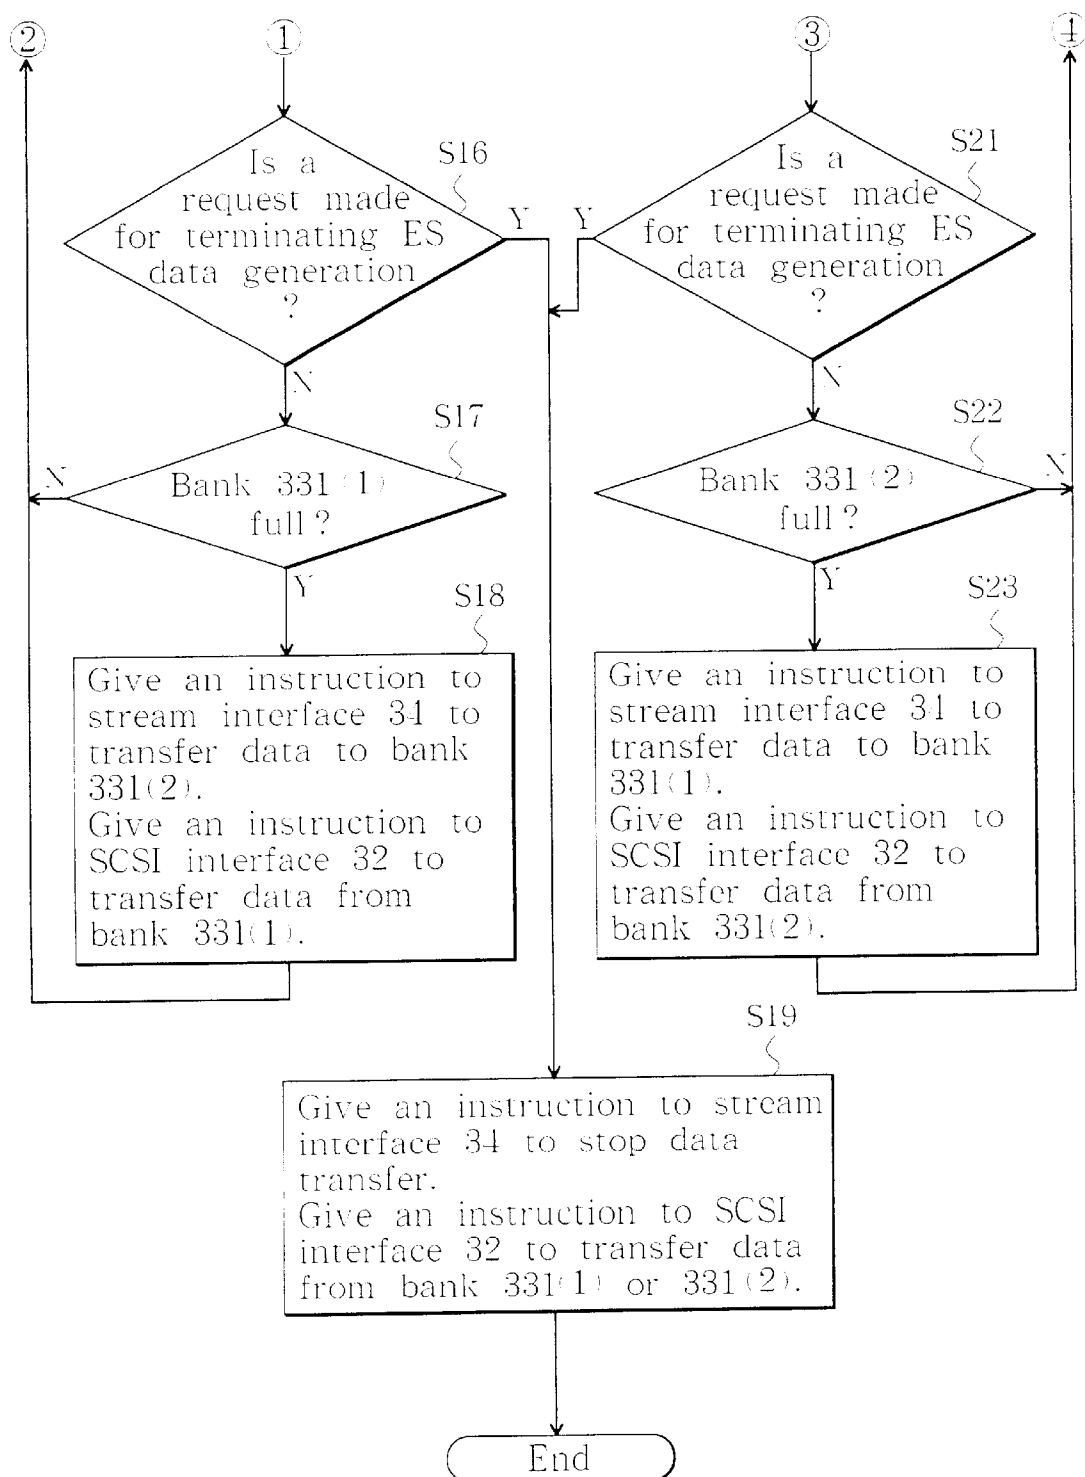 ② ① ③ ④
S16
Is a
request made
for terminating ES
data generation
?
Y
N
S17
Bank 331(1)
full?
N
Y
S18
Give an instruction to
stream interface 34 to
transfer data to bank
331(2).
Give an instruction to
SCSI interface 32 to
transfer data from
bank 331(1).
S21
Is a
request made
for terminating ES
data generation
?
Y
N
S22
Bank 331(2)
full?
N
Y
S23
Give an instruction to
stream interface 34 to
transfer data to bank
331(1).
Give an instruction to
SCSI interface 32 to
transfer data from
bank 331(2).
S19
Give an instruction to stream
interface 34 to stop data
transfer.
Give an instruction to SCSI
interface 32 to transfer data
from bank 331(1) or 331(2).
End